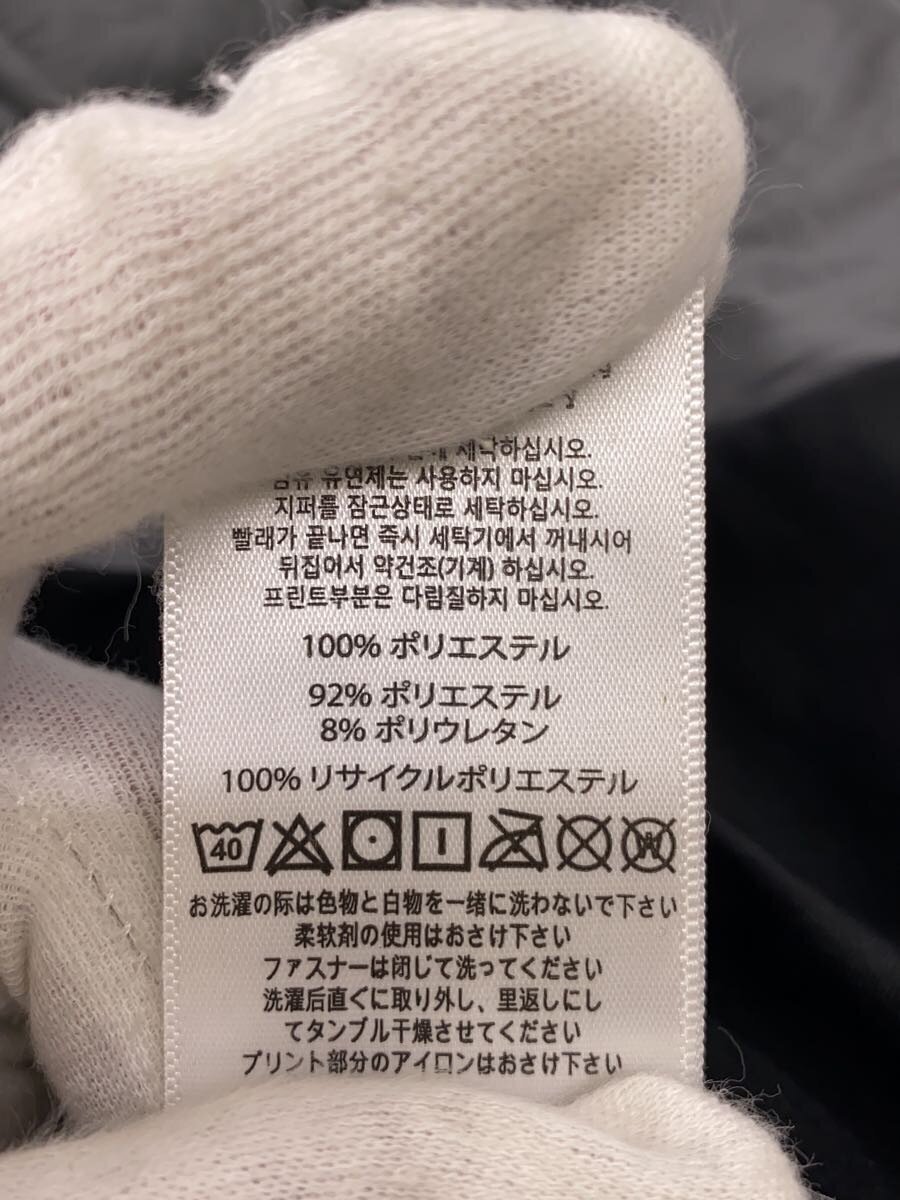 세탁하십시오.
섬유 유연제는 사용하지 마십시오.
지퍼를 잠근상태로 세탁하십시오.
빨래가 끝나면 즉시 세탁기에서 꺼내시어
뒤집어서 약건조(기계) 하십시오.
프린트부분은 다림질하지 마십시오.
100% ポリエステル
92% ポリエステル
8% ポリウレタン
100% リサイクルポリエステル
40 W
お洗濯の际は色物と白物を一緒に洗わないで下さい
柔软剤の使用はおさけ下さい
ファスナーは闭じて洗ってください
洗濯后直ぐに取り外し、里返しにし
てタンブル干燥させてください
プリント部分のアイロンはおさけ下さい